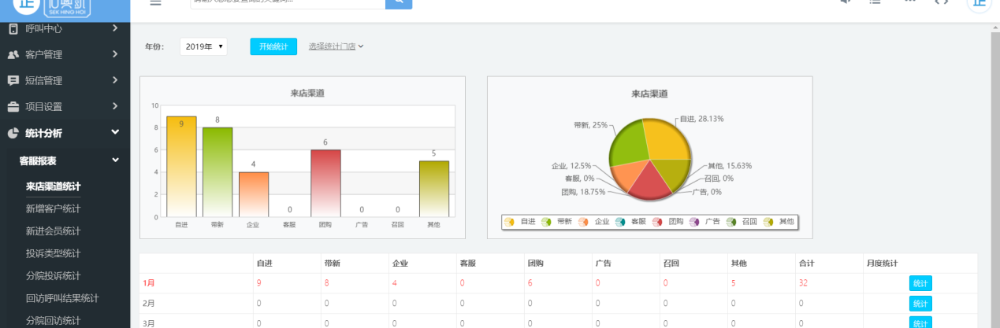 正
SEK HING HOI
正
呼叫中心
客户管理
短信管理
项目设置
统计分析
客服报表
来店渠道统计
新增客户统计
新进会员统计
投诉类型统计
分院投诉统计
回访呼叫结果统计
分院回访统计
年份： 2019年 开始统计 选择统计门店
来店渠道
10
8
6
4
2
0
9 8 4 0 6 0 0 5
自进 带新 企业 客服 团购 广告 召回 其他
来店渠道
自进, 28.13%
带新, 25%
企业, 12.5%
客服, 0%
团购, 18.75%
其他, 15.63%
召回, 0%
广告, 0%
自进 带新 企业 客服 团购 广告 召回 其他
自进 带新 企业 客服 团购 广告 召回 其他 合计 月度统计
1月 9 8 4 0 6 0 0 5 32 统计
2月 0 0 0 0 0 0 0 0 0 统计
3月 0 0 0 0 0 0 0 0 0 统计